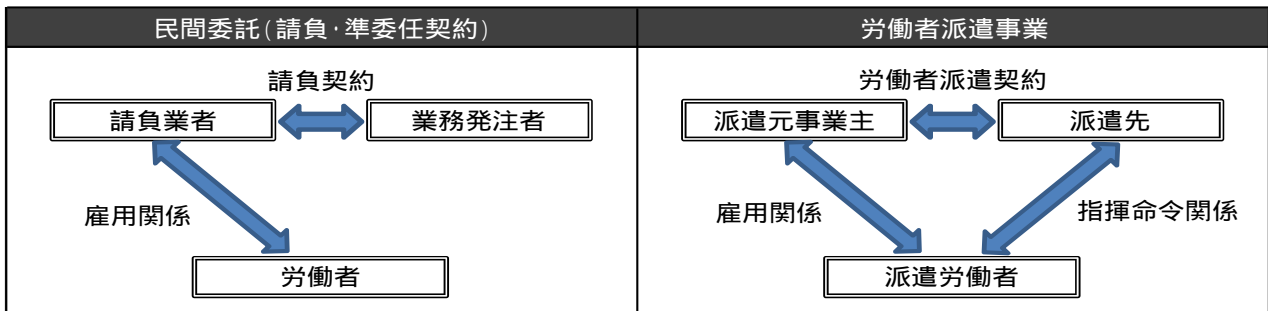 民間委託(請負・準委任契約)
請負契約
請負業者
業務発注者
雇用関係
労働者
労働者派遣事業
労働者派遣契約
派遣元事業主
派遣先
雇用関係
指揮命令関係
派遣労働者